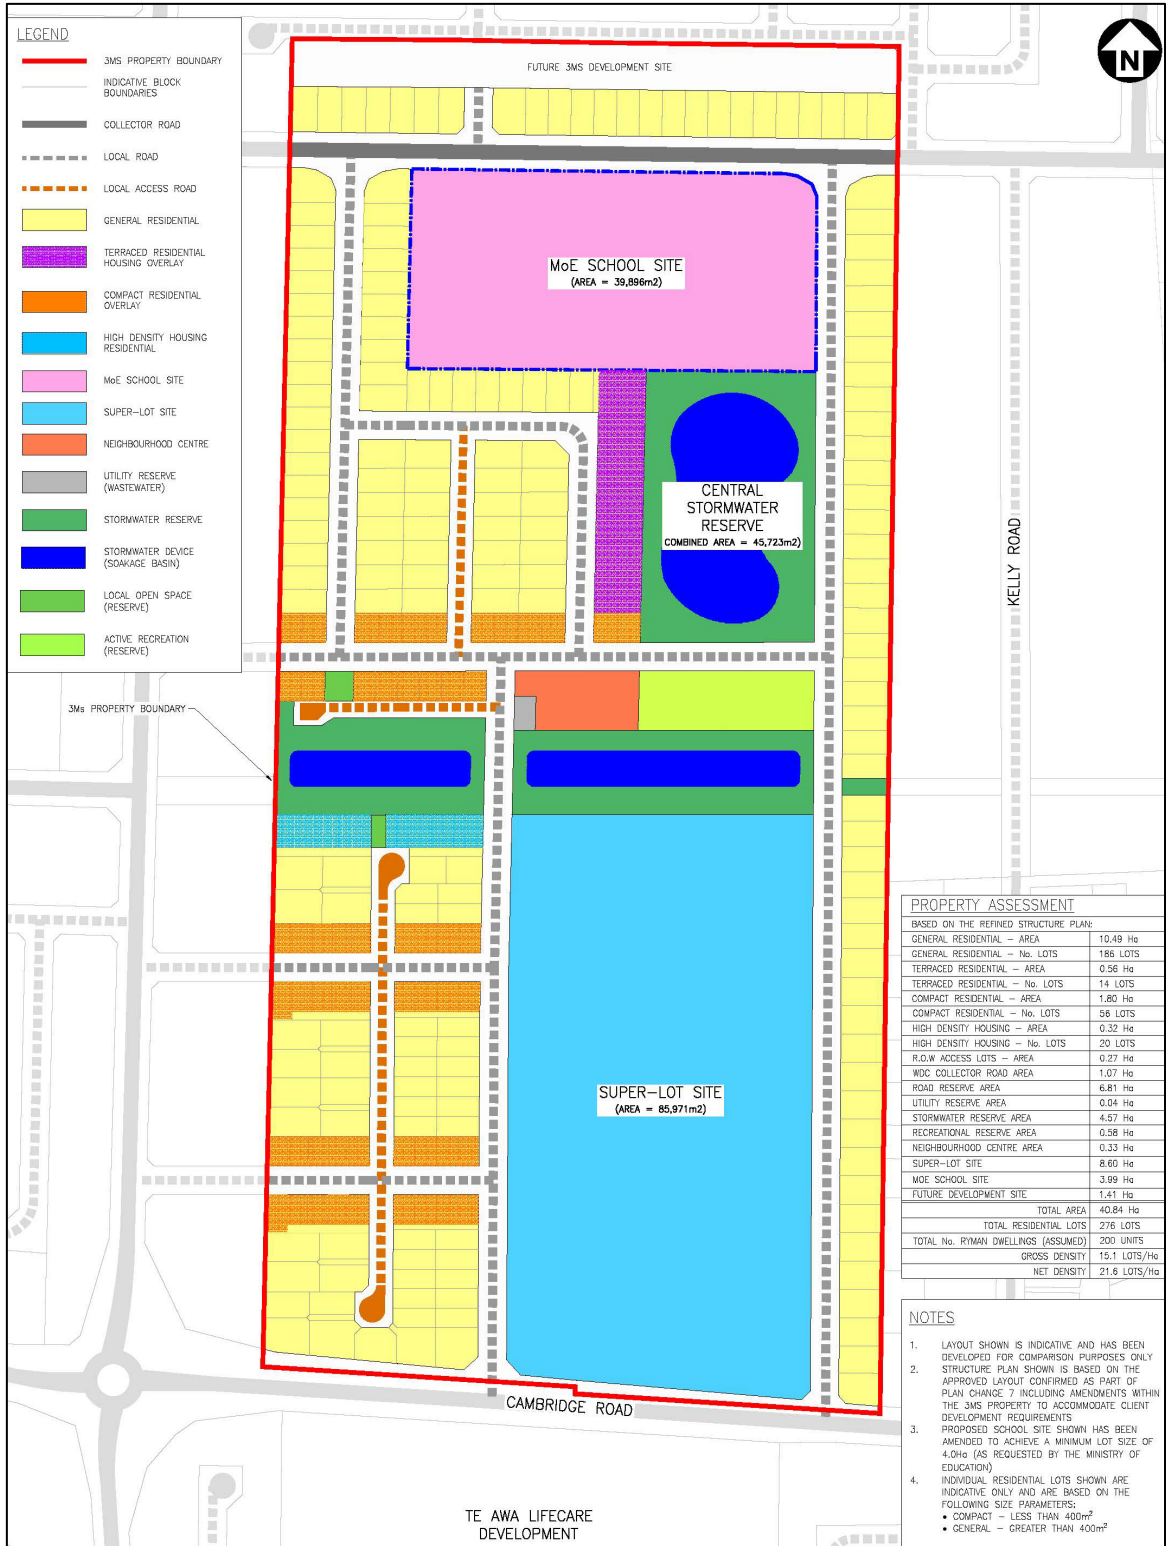 LEGEND
3MS PROPERTY BOUNDARY
INDICATIVE BLOCK
BOUNDARIES
COLLECTOR ROAD
LOCAL ROAD
LOCAL ACCESS ROAD
GENERAL RESIDENTIAL
TERRACED RESIDENTIAL
HOUSING OVERLAY
COMPACT RESIDENTIAL
OVERLAY
HIGH DENSITY HOUSING
RESIDENTIAL
MoE SCHOOL SITE
SUPER-LOT SITE
NEIGHBOURHOOD CENTRE
UTILITY RESERVE
(WASTEWATER)
STORMWATER RESERVE
STORMWATER DEVICE
(SOAKAGE BASIN)
LOCAL OPEN SPACE
(RESERVE)
ACTIVE RECREATION
(RESERVE)
3Ms PROPERTY BOUNDARY
N
FUTURE 3MS DEVELOPMENT SITE
MoE SCHOOL SITE
(AREA = 39,896m2)
CENTRAL
STORMWATER
RESERVE
COMBINED AREA = 45,723m2)
KELLY ROAD
SUPER-LOT SITE
(AREA = 85,971m2)
CAMBRIDGE ROAD
TE AWA LIFECARE
DEVELOPMENT
PROPERTY ASSESSMENT
BASED ON THE REFINED STRUCTURE PLAN:
GENERAL RESIDENTIAL - AREA 10.49 Ha
GENERAL RESIDENTIAL - No. LOTS 186 LOTS
TERRACED RESIDENTIAL - AREA 0.56 Ha
TERRACED RESIDENTIAL - No. LOTS 14 LOTS
COMPACT RESIDENTIAL - AREA 1.80 Ha
COMPACT RESIDENTIAL - No. LOTS 56 LOTS
HIGH DENSITY HOUSING - AREA 0.32 Ha
HIGH DENSITY HOUSING - No. LOTS 20 LOTS
R.O.W ACCESS LOTS - AREA 0.27 Ha
WDC COLLECTOR ROAD AREA 1.07 Ha
ROAD RESERVE AREA 6.81 Ha
UTILITY RESERVE AREA 0.04 Ha
STORMWATER RESERVE AREA 4.57 Ha
RECREATIONAL RESERVE AREA 0.58 Ha
NEIGHBOURHOOD CENTRE AREA 0.33 Ha
SUPER-LOT SITE 8.60 Ha
MOE SCHOOL SITE 3.99 Ha
FUTURE DEVELOPMENT SITE 1.41 Ha
TOTAL AREA 40.84 Ha
TOTAL RESIDENTIAL LOTS 276 LOTS
TOTAL No. RYMAN DWELLINGS (ASSUMED) 200 UNITS
GROSS DENSITY 15.1 LOTS/Ha
NET DENSITY 21.6 LOTS/Ha
NOTES
1. LAYOUT SHOWN IS INDICATIVE AND HAS BEEN
DEVELOPED FOR COMPARISON PURPOSES ONLY
2. STRUCTURE PLAN SHOWN IS BASED ON THE
APPROVED LAYOUT CONFIRMED AS PART OF
PLAN CHANGE 7 INCLUDING AMENDMENTS WITHIN
THE 3MS PROPERTY TO ACCOMMODATE CLIENT
DEVELOPMENT REQUIREMENTS
3. PROPOSED SCHOOL SITE SHOWN HAS BEEN
AMENDED TO ACHIEVE A MINIMUM LOT SIZE OF
4.0Ha (AS REQUESTED BY THE MINISTRY OF
EDUCATION)
4. INDIVIDUAL RESIDENTIAL LOTS SHOWN ARE
INDICATIVE ONLY AND ARE BASED ON THE
FOLLOWING SIZE PARAMETERS:
• COMPACT - LESS THAN 400m²
• GENERAL - GREATER THAN 400m²